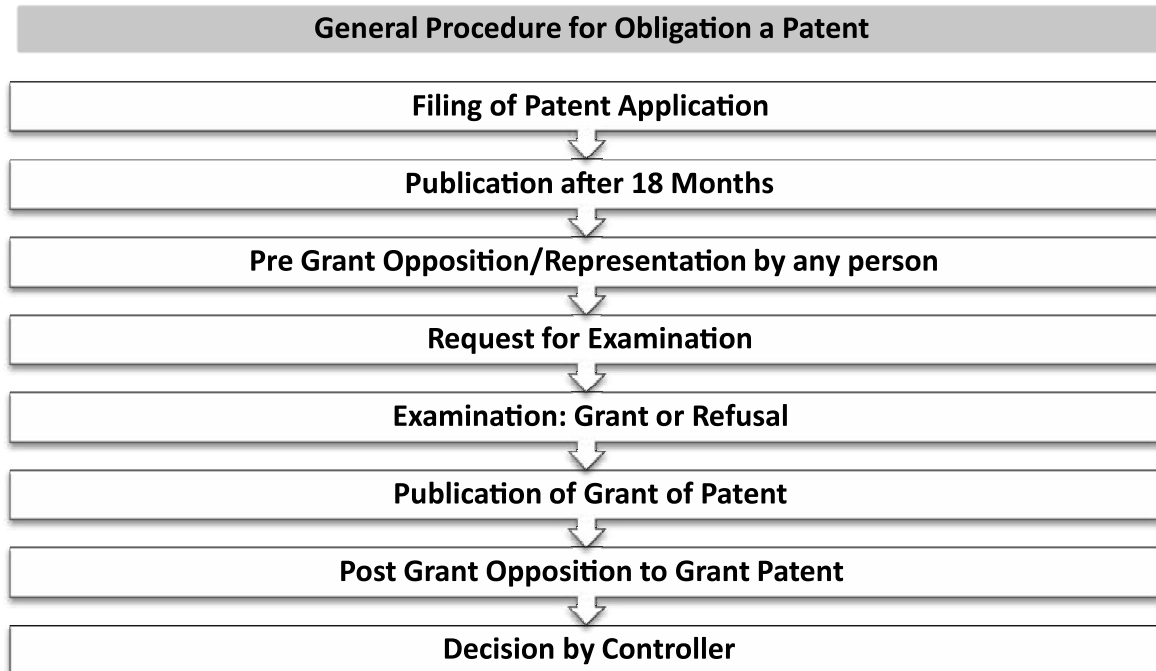 General Procedure for Obligation a Patent
Filing of Patent Application
Publication after 18 Months
Pre Grant Opposition/Representation by any person
Request for Examination
Examination: Grant or Refusal
Publication of Grant of Patent
Post Grant Opposition to Grant Patent
Decision by Controller